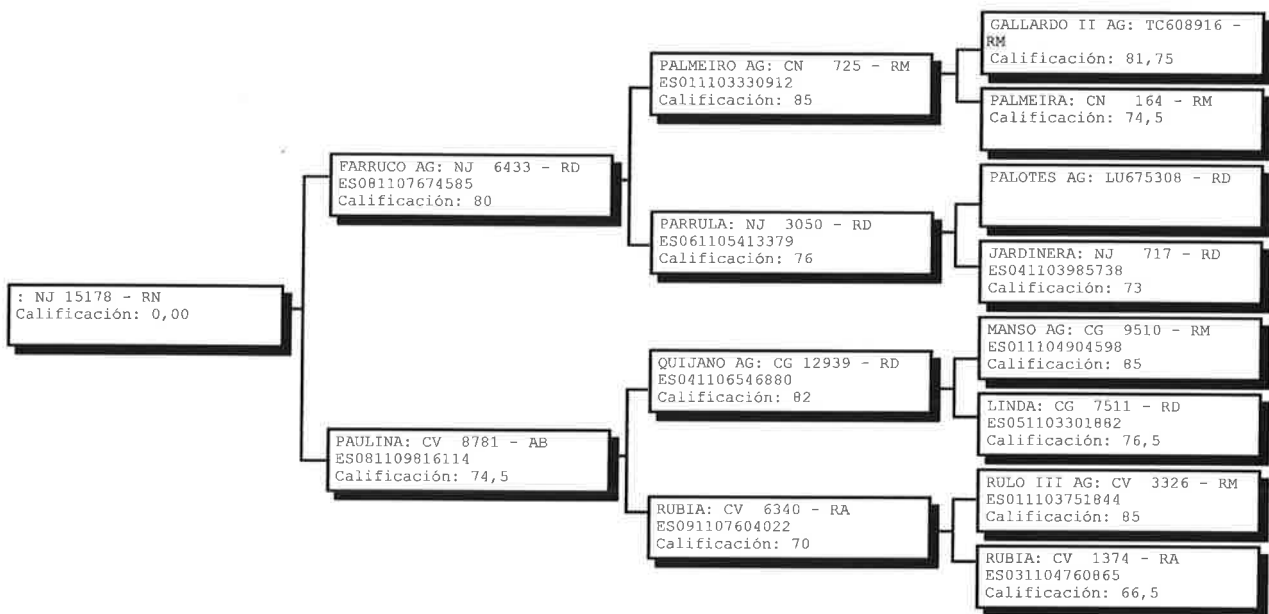 : NJ 15178 - RN
Calificación: 0,00
FARRUCO AG: NJ 6433 - RD
ES081107674585
Calificación: 80
PAULINA: CV 8781 - AB
ES081109816114
Calificación: 74,5
PALMEIRO AG: CN 725 - RM
ES011103330912
Calificación: 85
PARRULA: NJ 3050 - RD
ES061105413379
Calificación: 76
QUIJANO AG: CG 12939 - RD
ES041106546880
Calificación: 82
RUBIA: CV 6340 - RA
ES091107604022
Calificación: 70
GALLARDO II AG: TC608916 -
RM
Calificación: 81,75
PALMEIRA: CN 164 - RM
Calificación: 74,5
PALOTES AG: LU675308 - RD
JARDINERA: NJ 717 - RD
ES041103985738
Calificación: 73
MANSO AG: CG 9510 - RM
ES011104904598
Calificación: 85
LINDA: CG 7511 - RD
ES051103301882
Calificación: 76,5
RULO III AG: CV 3326 - RM
ES011103751844
Calificación: 85
RUBIA: CV 1374 - RA
ES031104760865
Calificación: 66,5